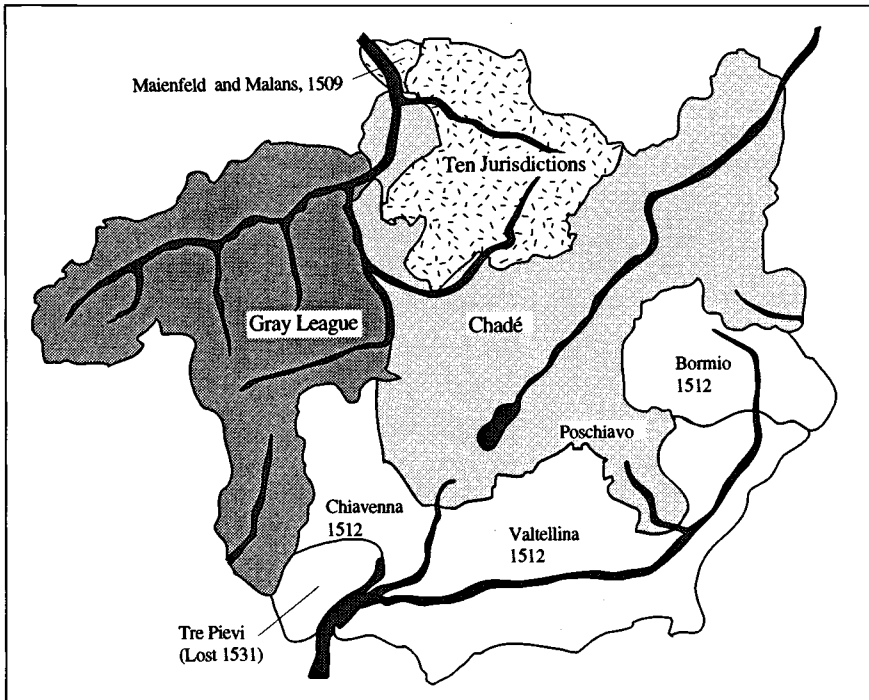 Maienfeld and Malans, 1509
Ten Jurisdictions
Gray League
Chadé
Bormio
1512
Poschiavo
Chiavenna
1512
Valtellina
1512
Tre Pievi
(Lost 1531)